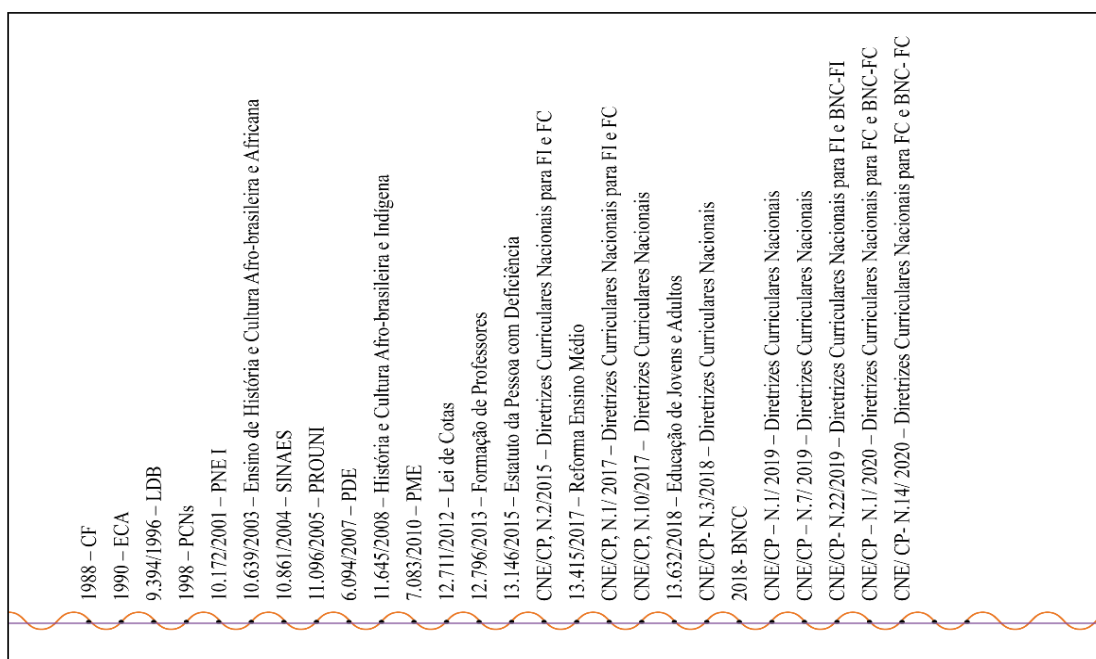 1988 – CF
1990 – ECA
9.394/1996 – LDB
1998 – PCNs
10.172/2001 – PNE I
10.639/2003 – Ensino de História e Cultura Afro-brasileira e Africana
10.861/2004 – SINAES
11.096/2005 – PROUNI
6.094/2007 – PDE
11.645/2008 – História e Cultura Afro-brasileira e Indígena
7.083/2010 – PME
12.711/2012 – Lei de Cotas
12.796/2013 – Formação de Professores
13.146/2015 – Estatuto da Pessoa com Deficiência
CNE/CP, N.2/2015 – Diretrizes Curriculares Nacionais para FI e FC
13.415/2017 – Reforma Ensino Médio
CNE/CP, N.1/ 2017 – Diretrizes Curriculares Nacionais para FI e FC
CNE/CP, N.10/2017 – Diretrizes Curriculares Nacionais
13.632/2018 – Educação de Jovens e Adultos
CNE/CP- N.3/2018 – Diretrizes Curriculares Nacionais
2018- BNCC
CNE/CP – N.1/ 2019 – Diretrizes Curriculares Nacionais
CNE/CP – N.7/ 2019 – Diretrizes Curriculares Nacionais
CNE/CP- N.22/2019 – Diretrizes Curriculares Nacionais para FI e BNC-FI
CNE/CP – N.1/ 2020 – Diretrizes Curriculares Nacionais para FC e BNC-FC
CNE/ CP- N.14/ 2020 – Diretrizes Curriculares Nacionais para FC e BNC- FC